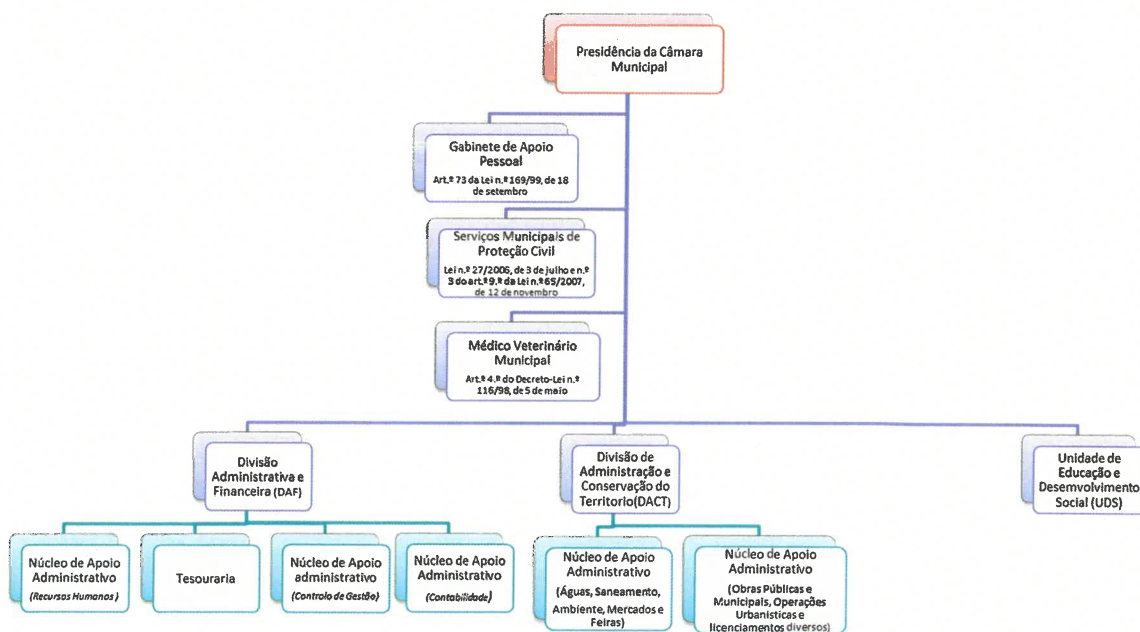 Presidência da Câmara
Municipal
Gabinete de Apoio
Pessoal
Art.º 73 da Lei n.º 169/99, de 18
de setembro
Serviços Municipais de
Proteção Civil
Lei n.º 27/2006, de 3 de julho e n.º
3 do art.º 9.º da Lei n.º 65/2007,
de 12 de novembro
Médico Veterinário
Municipal
Art.º 4.º do Decreto-Lei n.º
116/98, de 5 de maio
Divisão
Administrativa e
Financeira (DAF)
Divisão de
Administração e
Conservação do
Territorio(DACT)
Unidade de
Educação e
Desenvolvimento
Social (UDS)
Núcleo de Apoio
Administrativo
(Recursos Humanos)
Tesouraria
Núcleo de Apoio
administrativo
(Controlo de Gestão)
Núcleo de Apoio
Administrativo
(Contabilidade)
Núcleo de Apoio
Administrativo
(Águas, Saneamento,
Ambiente, Mercados e
Feiras)
Núcleo de Apoio
Administrativo
(Obras Públicas e
Municipais, Operações
Urbanisticas e
licenciamentos diversos)